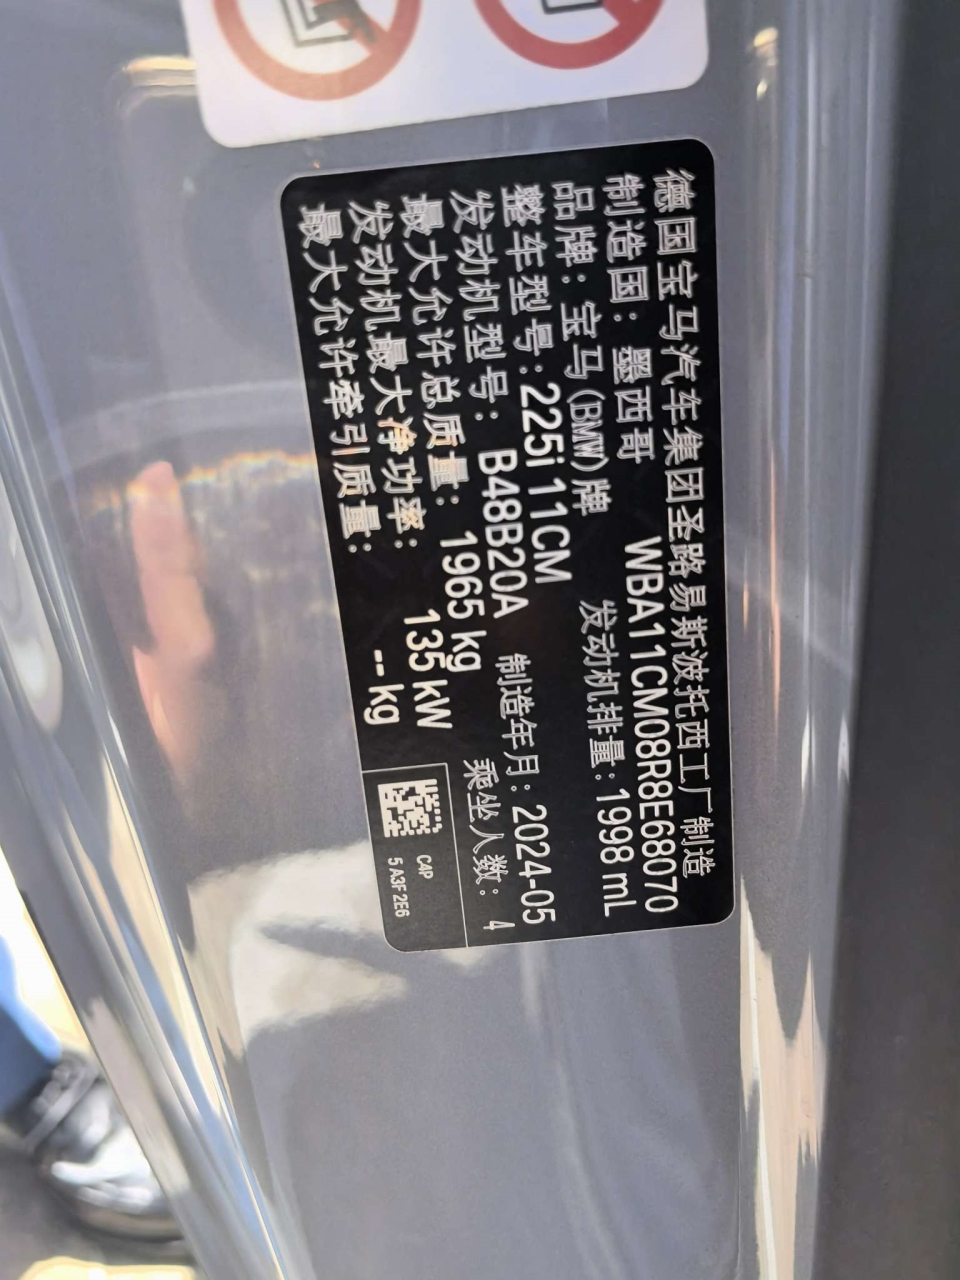 德国宝马汽车集团圣路易斯波托西工厂制造
制造国：墨西哥 WBA11CM08R8E68070
品牌：宝马(BMW)牌 发动机排量：1998 mL
整车型号：225i 11CM 制造年月：2024-05
发动机型号：B48B20A 乘坐人数：4
最大允许总质量：1965 kg
发动机最大净功率：135 kW
最大允许牵引质量：-- kg
C4P
5A3F2E6